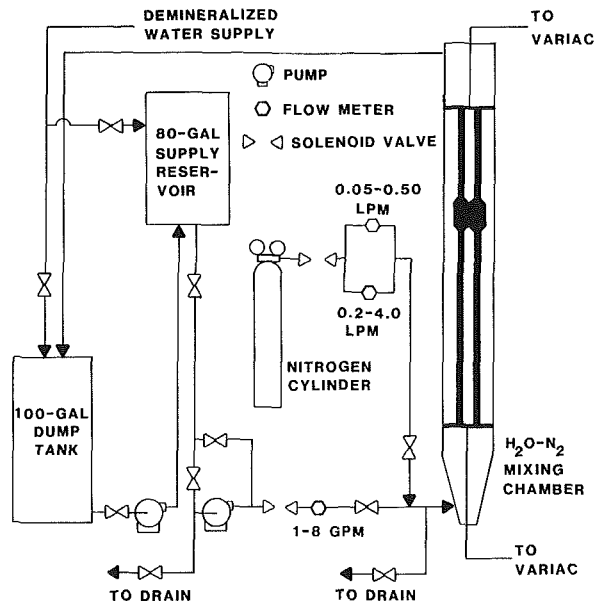 DEMINERALIZED
WATER SUPPLY
TO
VARIAC
PUMP
FLOW METER
SOLENOID VALVE
80-GAL
SUPPLY
RESER-
VOIR
0.05-0.50
LPM
0.2-4.0
LPM
NITROGEN
CYLINDER
100-GAL
DUMP
TANK
H₂O-N₂
MIXING
CHAMBER
1-8 GPM
TO DRAIN
TO DRAIN
TO
VARIAC